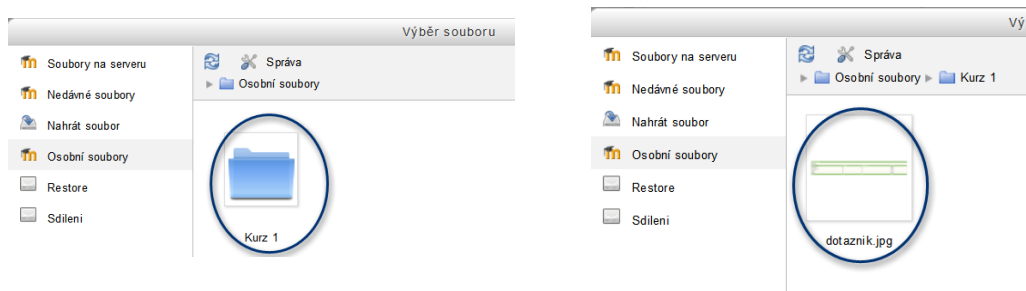 Výběr souboru
Soubory na serveru
Nedávné soubory
Nahrát soubor
Osobní soubory
Restore
Sdileni
Správa
Osobní soubory
Kurz 1
Vý
Soubory na serveru
Nedávné soubory
Nahrát soubor
Osobní soubory
Restore
Sdileni
Správa
Osobní soubory Kurz 1
dotaznik.jpg